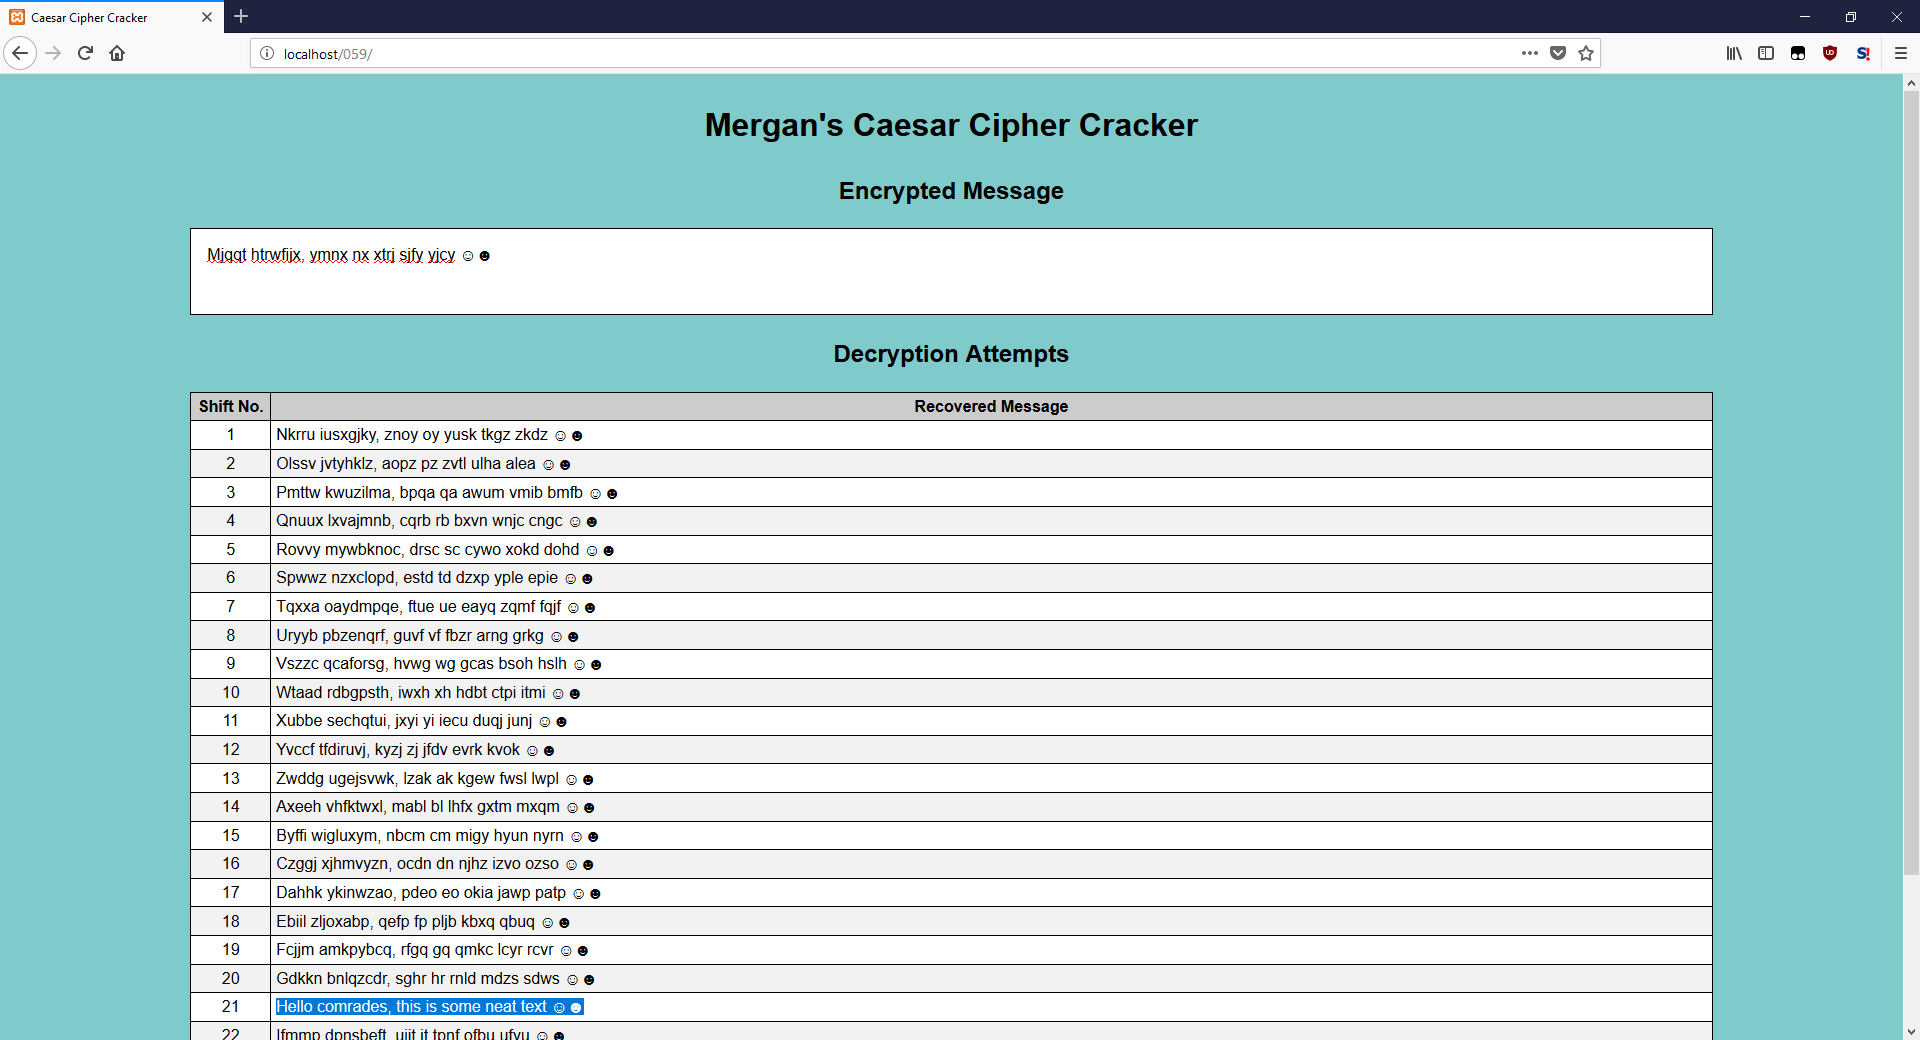 Caesar Cipher Cracker
localhost/059/
Mergan's Caesar Cipher Cracker
Encrypted Message
Mjqqt htrwfijx, ymnx nx xtrj sjfy yjcy ☺☻
Decryption Attempts
Shift No. Recovered Message
1 Nkrru iusxgjky, znoy oy yusk tkgz zkdz ☺☻
2 Olssv jvtyhklz, aopz pz zvtl ulha alea ☺☻
3 Pmttw kwuzilma, bpqa qa awum vmib bmfb ☺☻
4 Qnuux lxvajmnb, cqrb rb bxvn wnjc cngc ☺☻
5 Rovvy mywbknoc, drsc sc cywo xokd dohd ☺☻
6 Spwwz nzxclopd, estd td dzxp yple epie ☺☻
7 Tqxxa oaydmpqe, ftue ue eayq zqmf fqjf ☺☻
8 Uryyb pbzenqrf, guvf vf fbzr arng grkg ☺☻
9 Vszzc qcaforsg, hvwg wg gcas bsoh hslh ☺☻
10 Wtaad rdbgpsth, iwxh xh hdbt ctpi itmi ☺☻
11 Xubbe sechqtui, jxyi yi iecu duqj junj ☺☻
12 Yvccf tfdiruvj, kyzj zj jfdv evrk kvok ☺☻
13 Zwddg ugejsvwk, lzak ak kgew fwsl lwpl ☺☻
14 Axeeh vhfktwxl, mabl bl lhfx gxtm mxqm ☺☻
15 Byffi wigluxym, nbcm cm migy hyun nyrn ☺☻
16 Czggj xjhmvyzn, ocdn dn njhz izvo ozso ☺☻
17 Dahhk ykinwzao, pdeo eo okia jawp patp ☺☻
18 Ebiil zljoxabp, qefp fp pljb kbxq qbuq ☺☻
19 Fcjjm amkpybcq, rfgq gq qmkc lcyr rcvr ☺☻
20 Gdkkn bnlqzcdr, sghr hr rnld mdzs sdws ☺☻
21 Hello comrades, this is some neat text ☺☻
22 Ifmmp dpnsbeft, uijt jt tpnf ofbu ufyu ☺☻